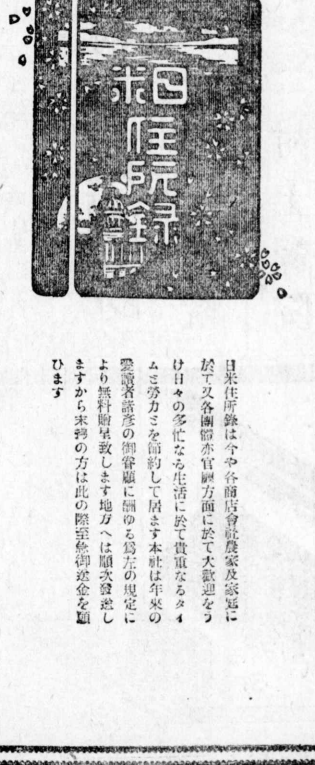 日米住所録
日米住所錄は今や各商店會社農家及家庭に
於て又各團體亦官廳方面に於て大歡迎をう
け日々の多忙なる生活に於て貴重なるタイ
ムと勞力とを節約して居ます本社は年來の
愛讀者諸彦の御眷顧に酬ゆる爲左の規定に
より無料贈呈致します地方へは順次發送し
ますから未拂の方は此の際至急御送金を願
ひます